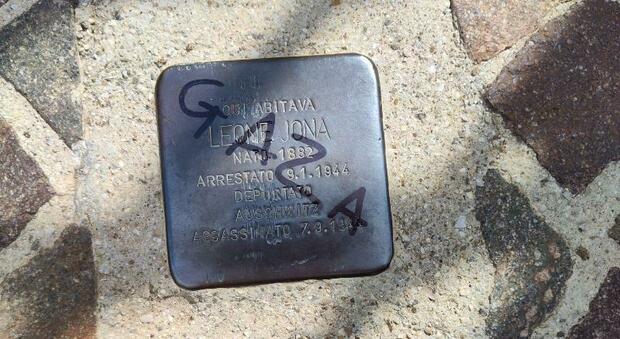 QUI ABITAVA
LEONE JONA
NATO 1882
ARRESTATO 9.1.1944
DEPORTATO
AUSCHWITZ
ASSASSINATO
GAZA